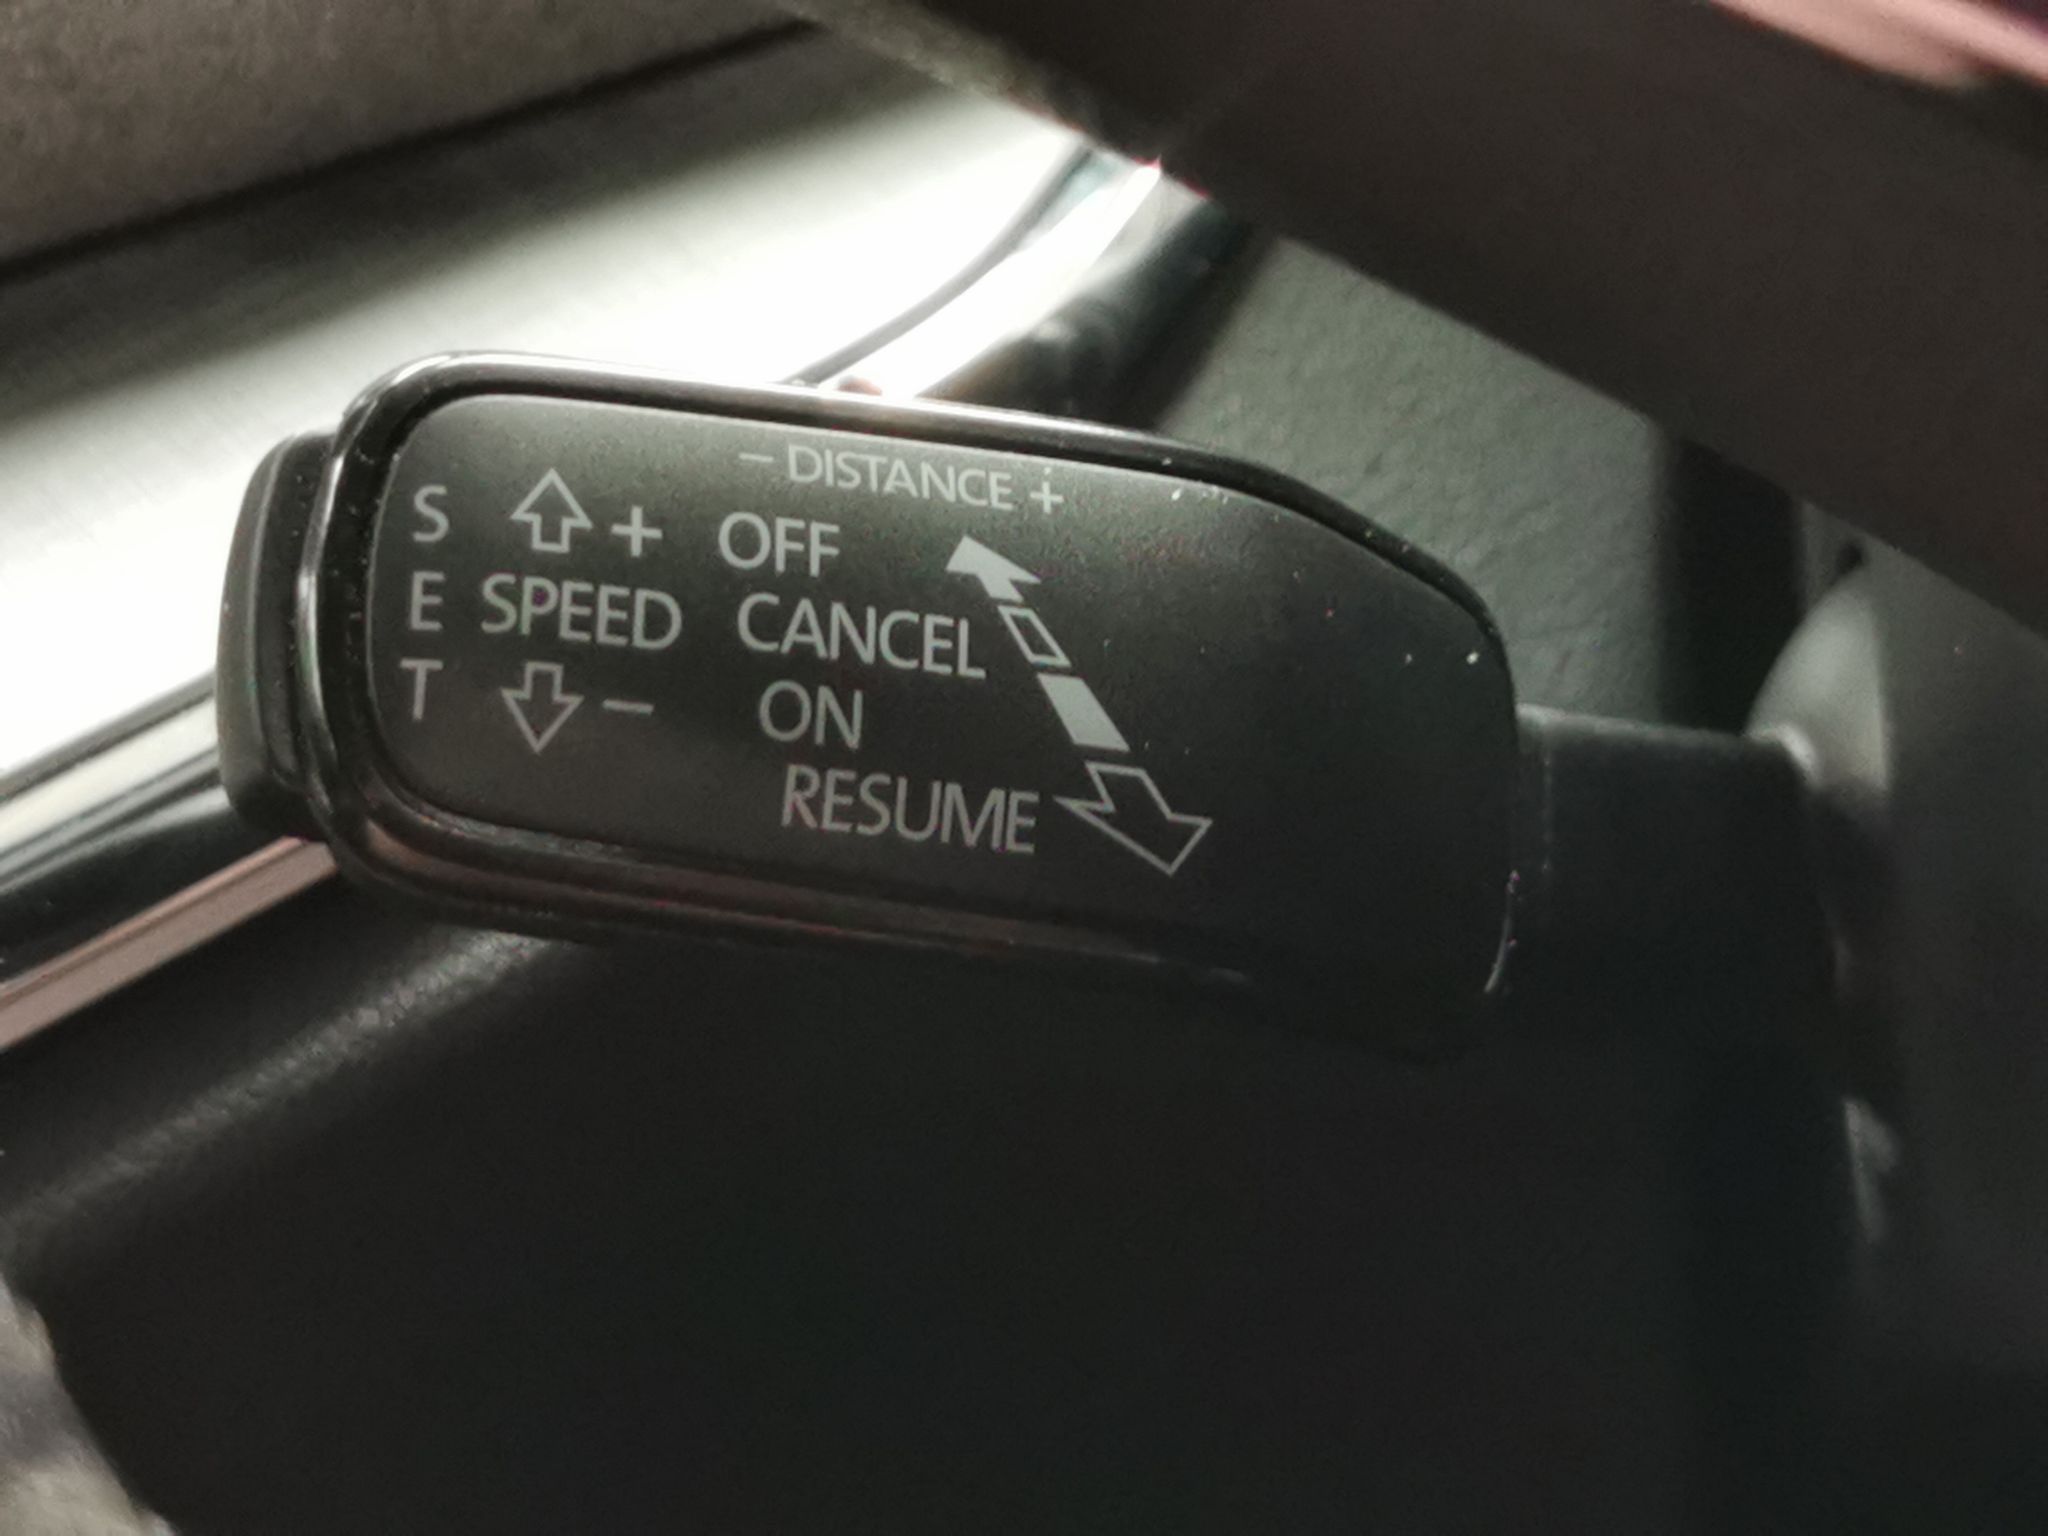 − DISTANCE +
S + OFF
E SPEED CANCEL
T − ON
RESUME